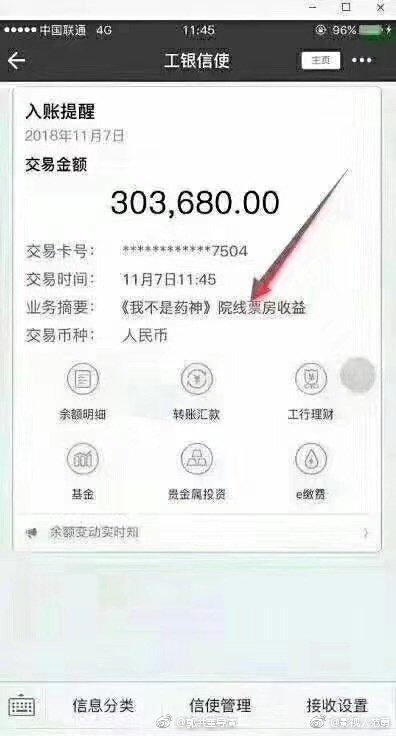 中国联通 4G 11:45 96%
工银信使 主页
入账提醒
2018年11月7日
交易金额
303,680.00
交易卡号: ************7504
交易时间: 11月7日11:45
业务摘要: 《我不是药神》院线票房收益
交易币种: 人民币
余额明细 转账汇款 工行理财
基金 贵金属投资 e缴费
余额变动实时知
信息分类 信使管理 接收设置